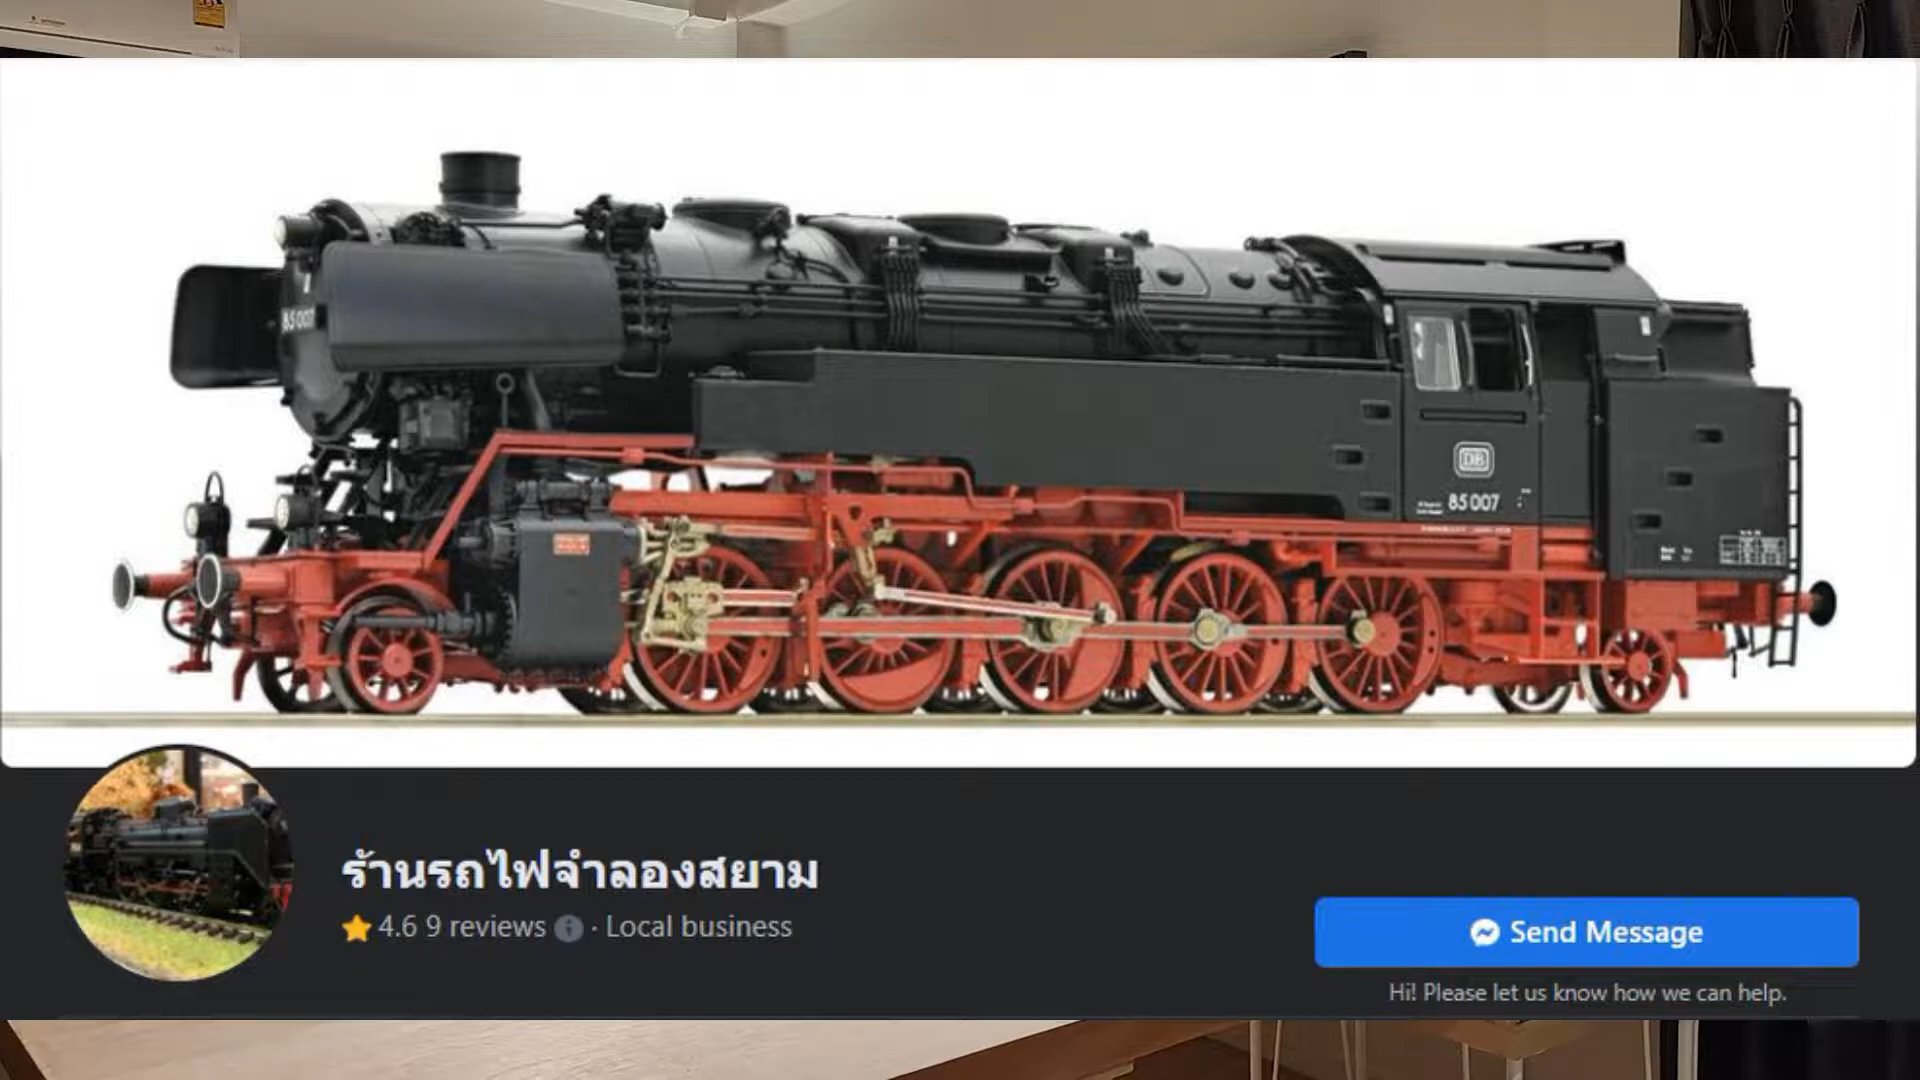 85 007
DB
85 007
ร้านรถไฟจำลองสยาม
4.6 9 reviews · Local business
Send Message
Hi! Please let us know how we can help.